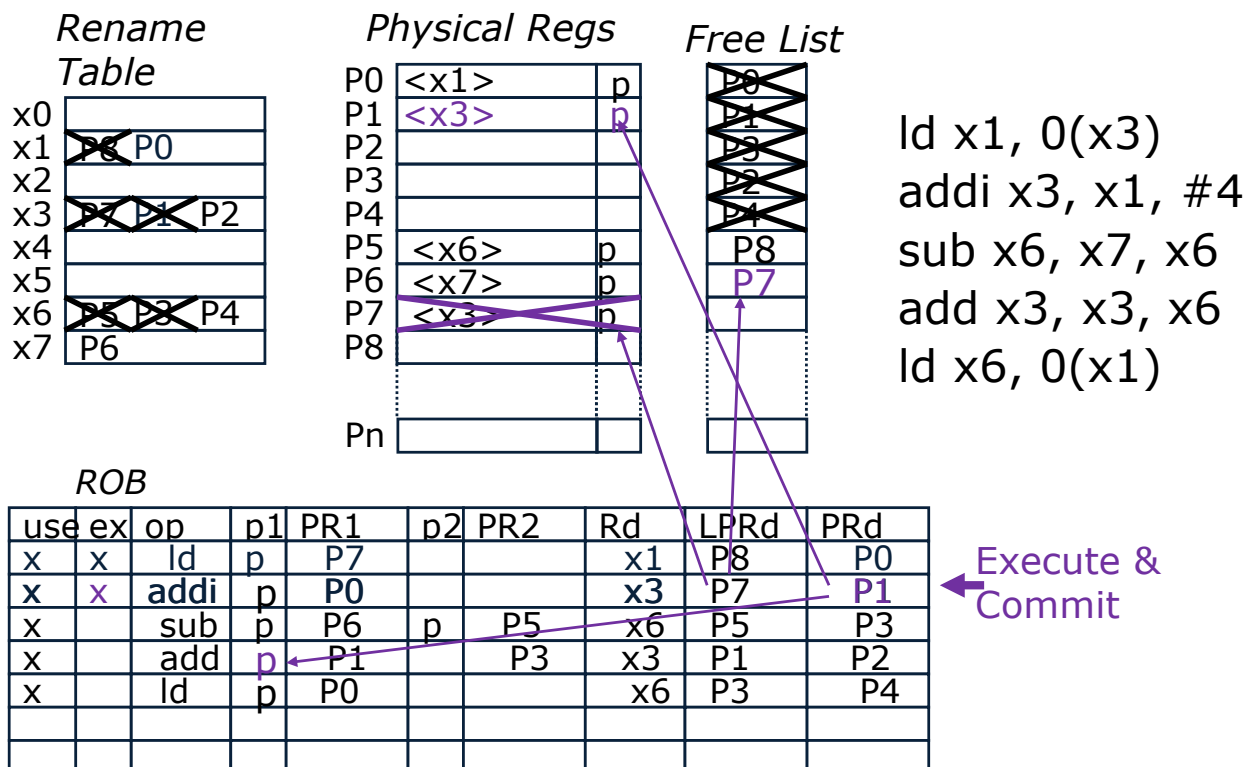 Rename Table
Physical Regs
Free List
x0
x1 P8 P0
x2
x3 P7 P1 P2
x4
x5
x6 P5 P3 P4
x7 P6
P0 <x1> p
P1 <x3> p
P2
P3
P4
P5 <x6> p
P6 <x7> p
P7 <x3> p
P8
Pn
P0
P1
P3
P2
P4
P8
P7
ld x1, 0(x3)
addi x3, x1, #4
sub x6, x7, x6
add x3, x3, x6
ld x6, 0(x1)
ROB
use ex op p1 PR1 p2 PR2 Rd LPRd PRd
x x ld p P7 x1 P8 P0
x x addi p P0 x3 P7 P1
x sub p P6 p P5 x6 P5 P3
x add p P1 P3 x3 P1 P2
x ld p P0 x6 P3 P4
Execute &
Commit